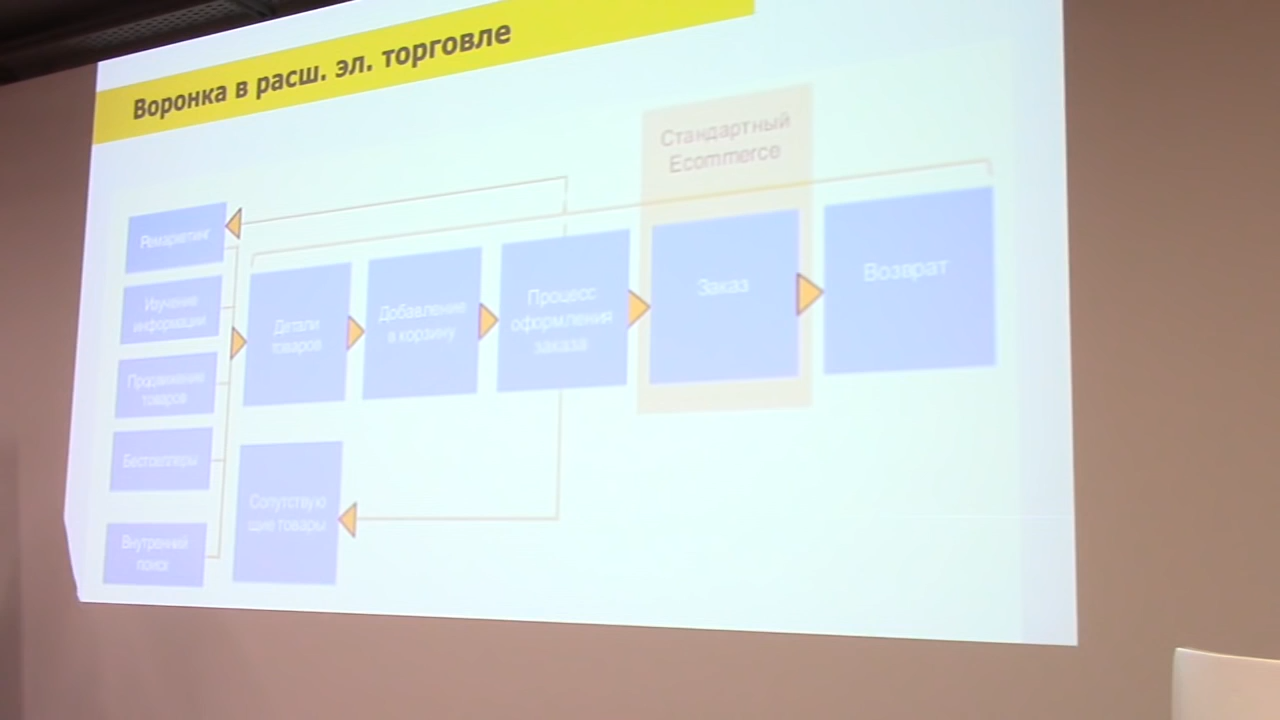 Воронка в расш. эл. торговле
Стандартный
Ecommerce
Ремаркетинг
Изучение
информации
Продвижение
товаров
Бестселлеры
Внутренний
поиск
Детали
товаров
Добавление
в корзину
Процесс
оформления
заказа
Заказ
Возврат
Сопутствую
щие товары